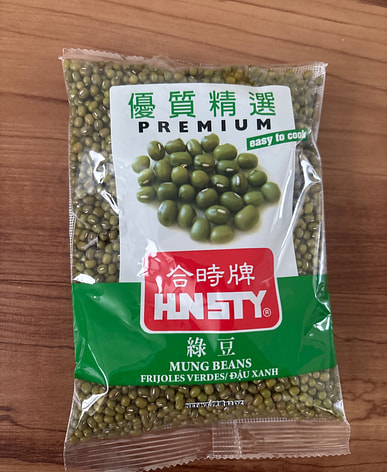 優質精選
PREMIUM
easy to cook
合時牌
HNSTY®
綠豆
MUNG BEANS
FRIJOLES VERDES/ ĐẬU XANH